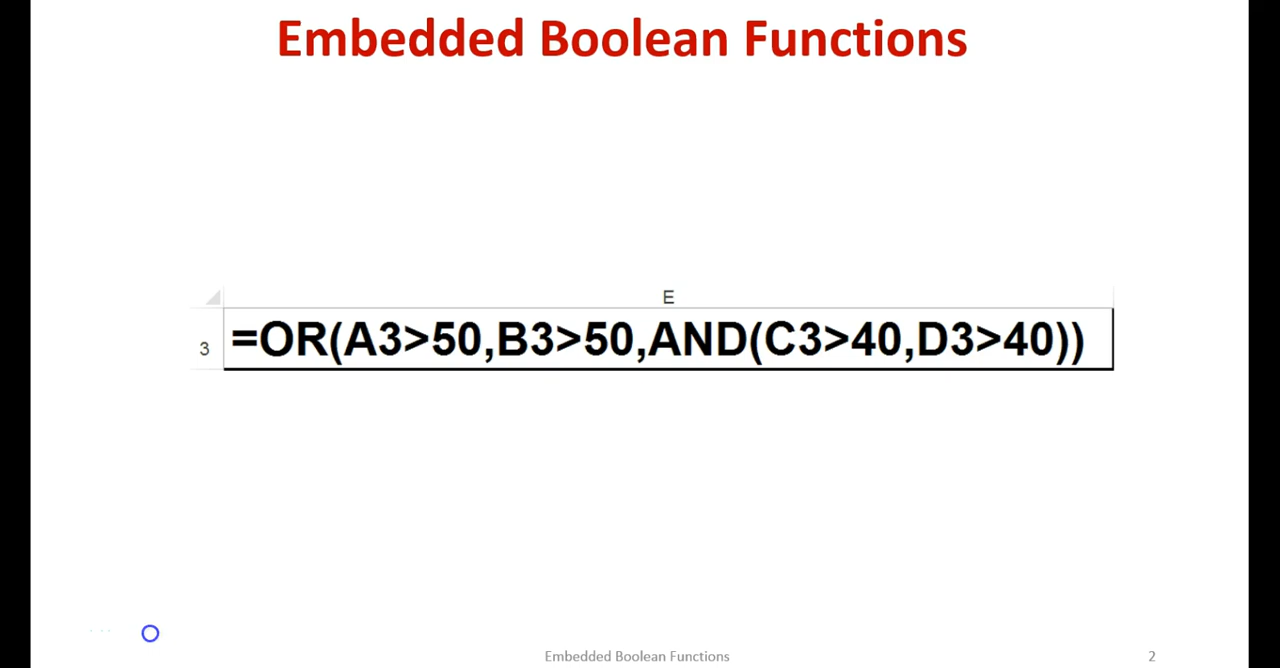 Embedded Boolean Functions
E
3 =OR(A3>50,B3>50,AND(C3>40,D3>40))
Embedded Boolean Functions 2